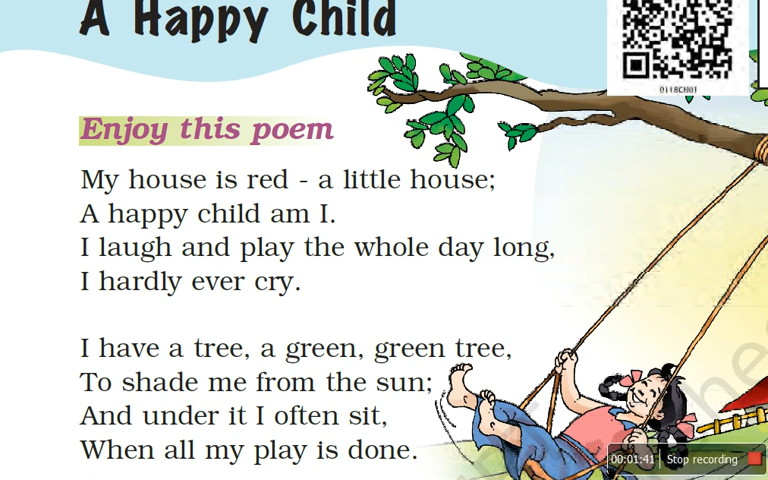 A Happy Child
0118CH01
Enjoy this poem
My house is red - a little house;
A happy child am I.
I laugh and play the whole day long,
I hardly ever cry.
I have a tree, a green, green tree,
To shade me from the sun;
And under it I often sit,
When all my play is done.
00:01:41 Stop recording